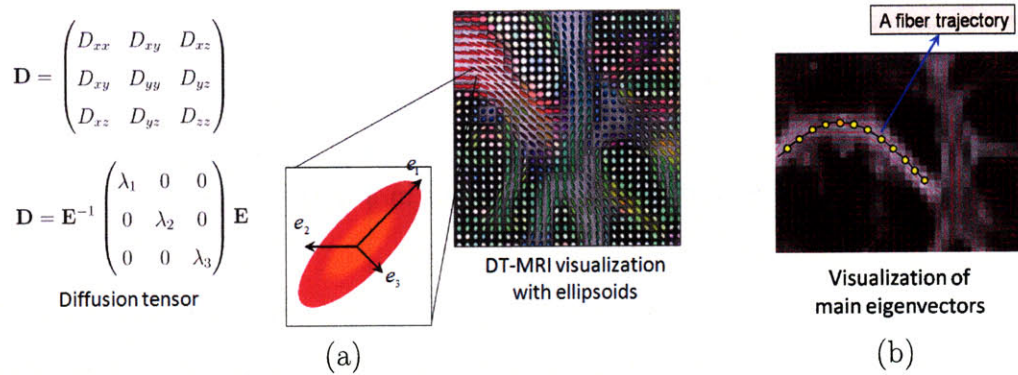 D = ( D_xx D_xy D_xz
D_xy D_yy D_yz
D_xz D_yz D_zz )
D = E⁻¹ ( λ₁ 0 0
0 λ₂ 0
0 0 λ₃ ) E
Diffusion tensor
e₁
e₂
e₃
DT-MRI visualization
with ellipsoids
(a)
A fiber trajectory
Visualization of
main eigenvectors
(b)